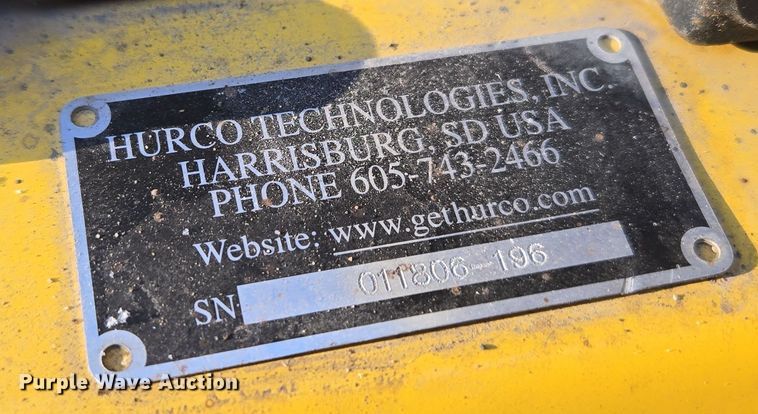 HURCO TECHNOLOGIES, INC.
HARRISBURG, SD USA
PHONE 605-743-2466
Website: www.gethurco.com
SN 011806-196
Purple Wave Auction